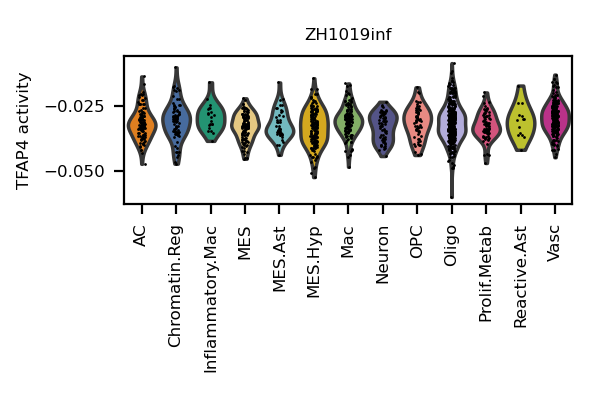 ZH1019inf
TFAP4 activity
−0.025
−0.050
AC
Chromatin.Reg
Inflammatory.Mac
MES
MES.Ast
MES.Hyp
Mac
Neuron
OPC
Oligo
Prolif.Metab
Reactive.Ast
Vasc